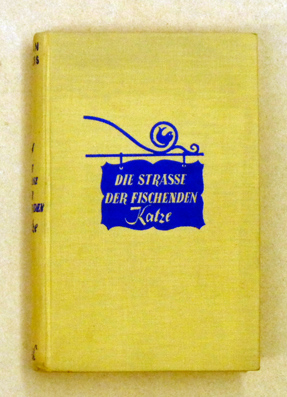 DIE STRASSE
DER FISCHENDEN
Katze